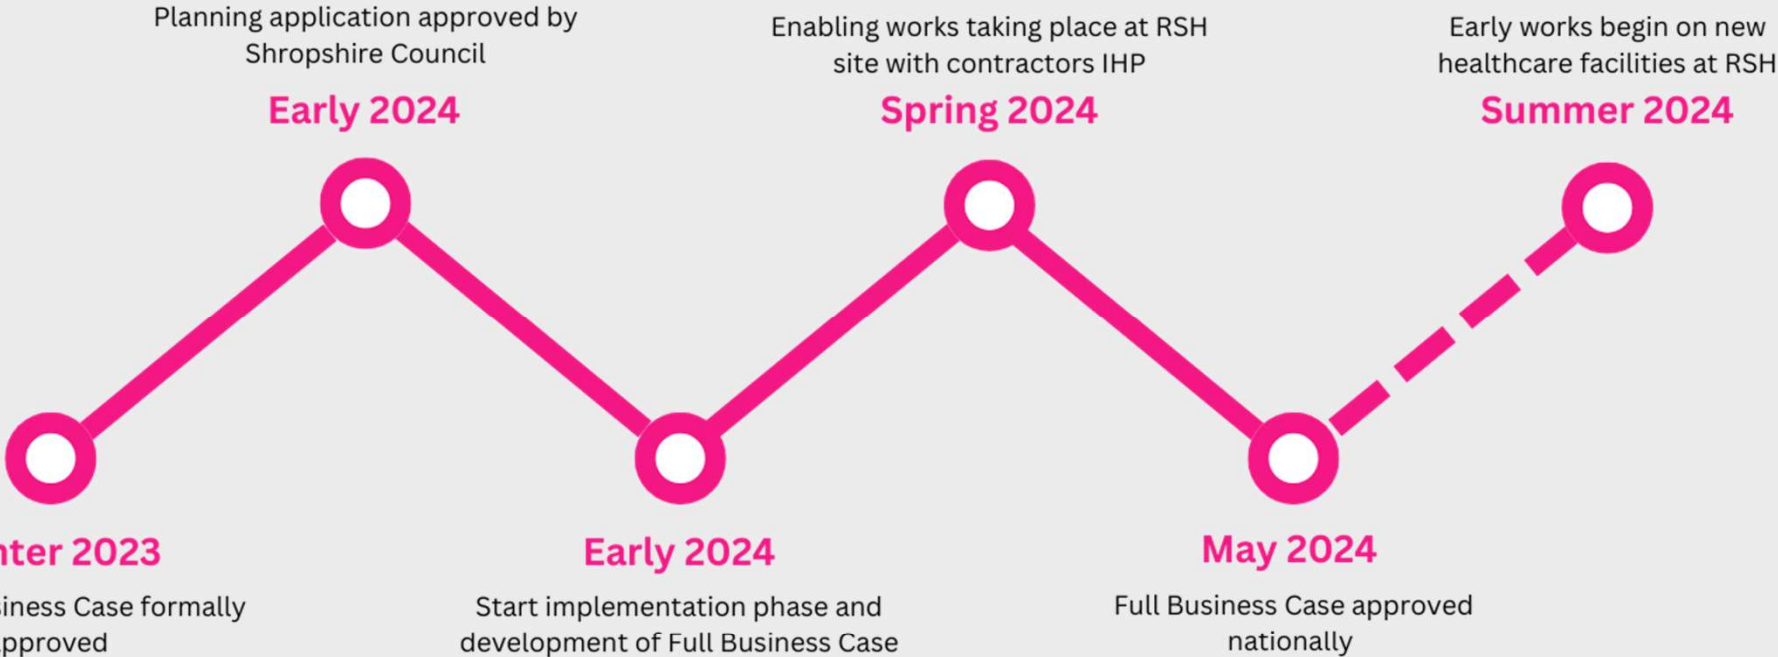 Planning application approved by
Shropshire Council
Early 2024
Enabling works taking place at RSH
site with contractors IHP
Spring 2024
Early works begin on new
healthcare facilities at RSH
Summer 2024
nter 2023
siness Case formally
pproved
Early 2024
Start implementation phase and
development of Full Business Case
May 2024
Full Business Case approved
nationally